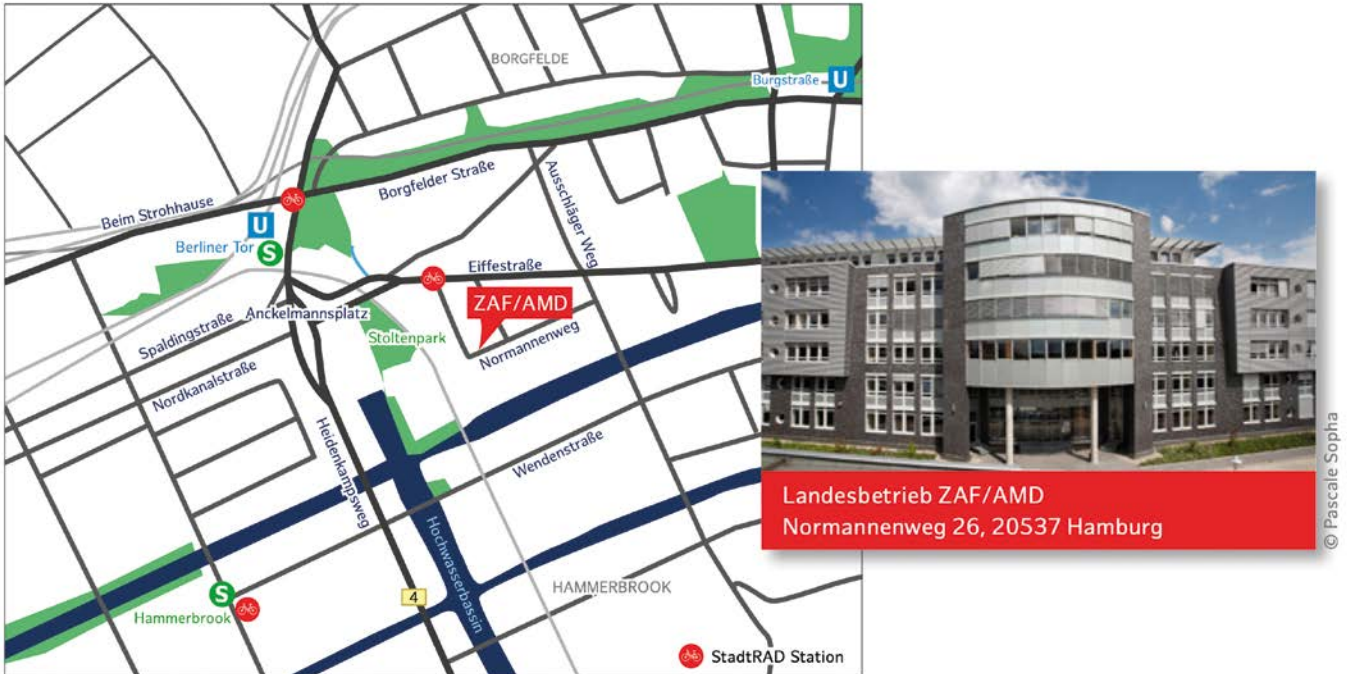 BORGFELDE
Burgstraße U
Borgfelder Straße
Ausschläger Weg
Beim Strohhause
U
Berliner Tor S
Eiffestraße
ZAF/AMD
Anckelmannsplatz
Spaldingstraße
Stoltenpark
Normannenweg
Nordkanalstraße
Heidenkampsweg
Wendenstraße
Hochwasserbassin
S
Hammerbrook
4
HAMMERBROOK
StadtRAD Station
Landesbetrieb ZAF/AMD
Normannenweg 26, 20537 Hamburg
© Pascale Sopha